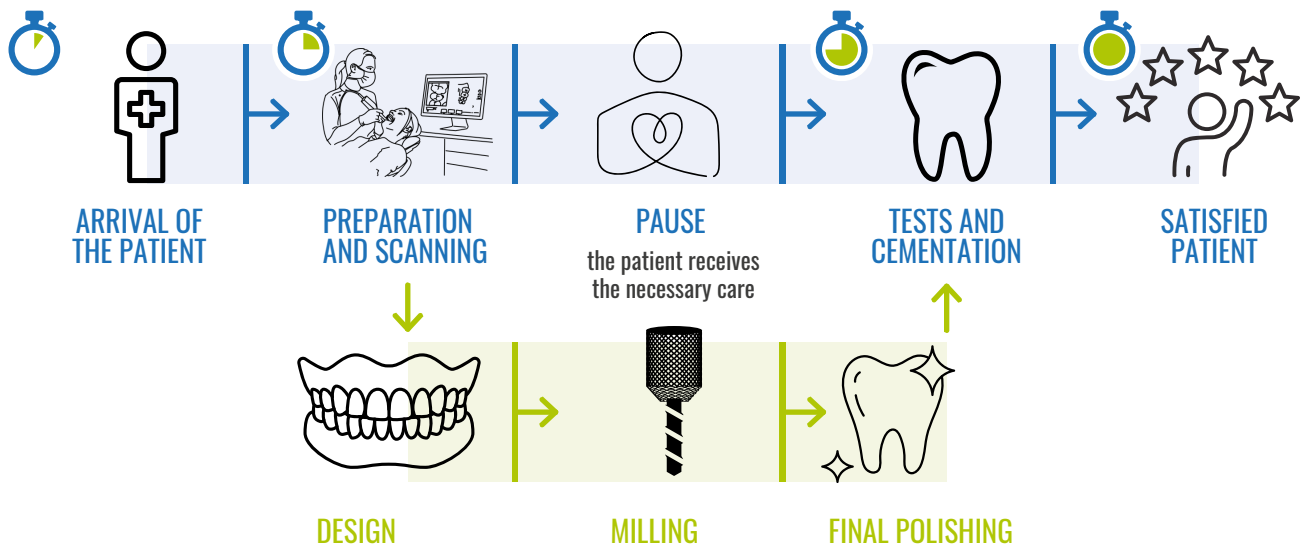 ARRIVAL OF
THE PATIENT
PREPARATION
AND SCANNING
PAUSE
the patient receives
the necessary care
TESTS AND
CEMENTATION
SATISFIED
PATIENT
DESIGN
MILLING
FINAL POLISHING